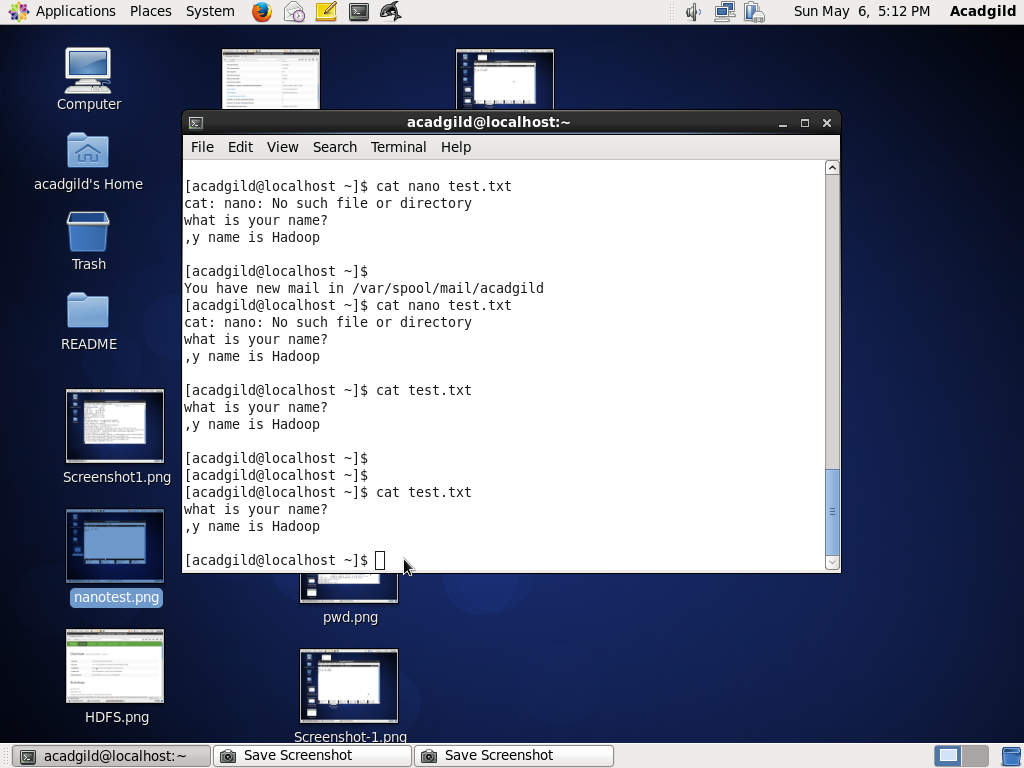 Applications Places System Sun May 6, 5:12 PM Acadgild
Computer
acadgild's Home
Trash
README
Screenshot1.png
nanotest.png
HDFS.png
acadgild@localhost:~
File Edit View Search Terminal Help
[acadgild@localhost ~]$ cat nano test.txt
cat: nano: No such file or directory
what is your name?
,y name is Hadoop
[acadgild@localhost ~]$
You have new mail in /var/spool/mail/acadgild
[acadgild@localhost ~]$ cat nano test.txt
cat: nano: No such file or directory
what is your name?
,y name is Hadoop
[acadgild@localhost ~]$ cat test.txt
what is your name?
,y name is Hadoop
[acadgild@localhost ~]$
[acadgild@localhost ~]$
[acadgild@localhost ~]$ cat test.txt
what is your name?
,y name is Hadoop
[acadgild@localhost ~]$
pwd.png
Screenshot-1.png
acadgild@localhost:~ Save Screenshot Save Screenshot